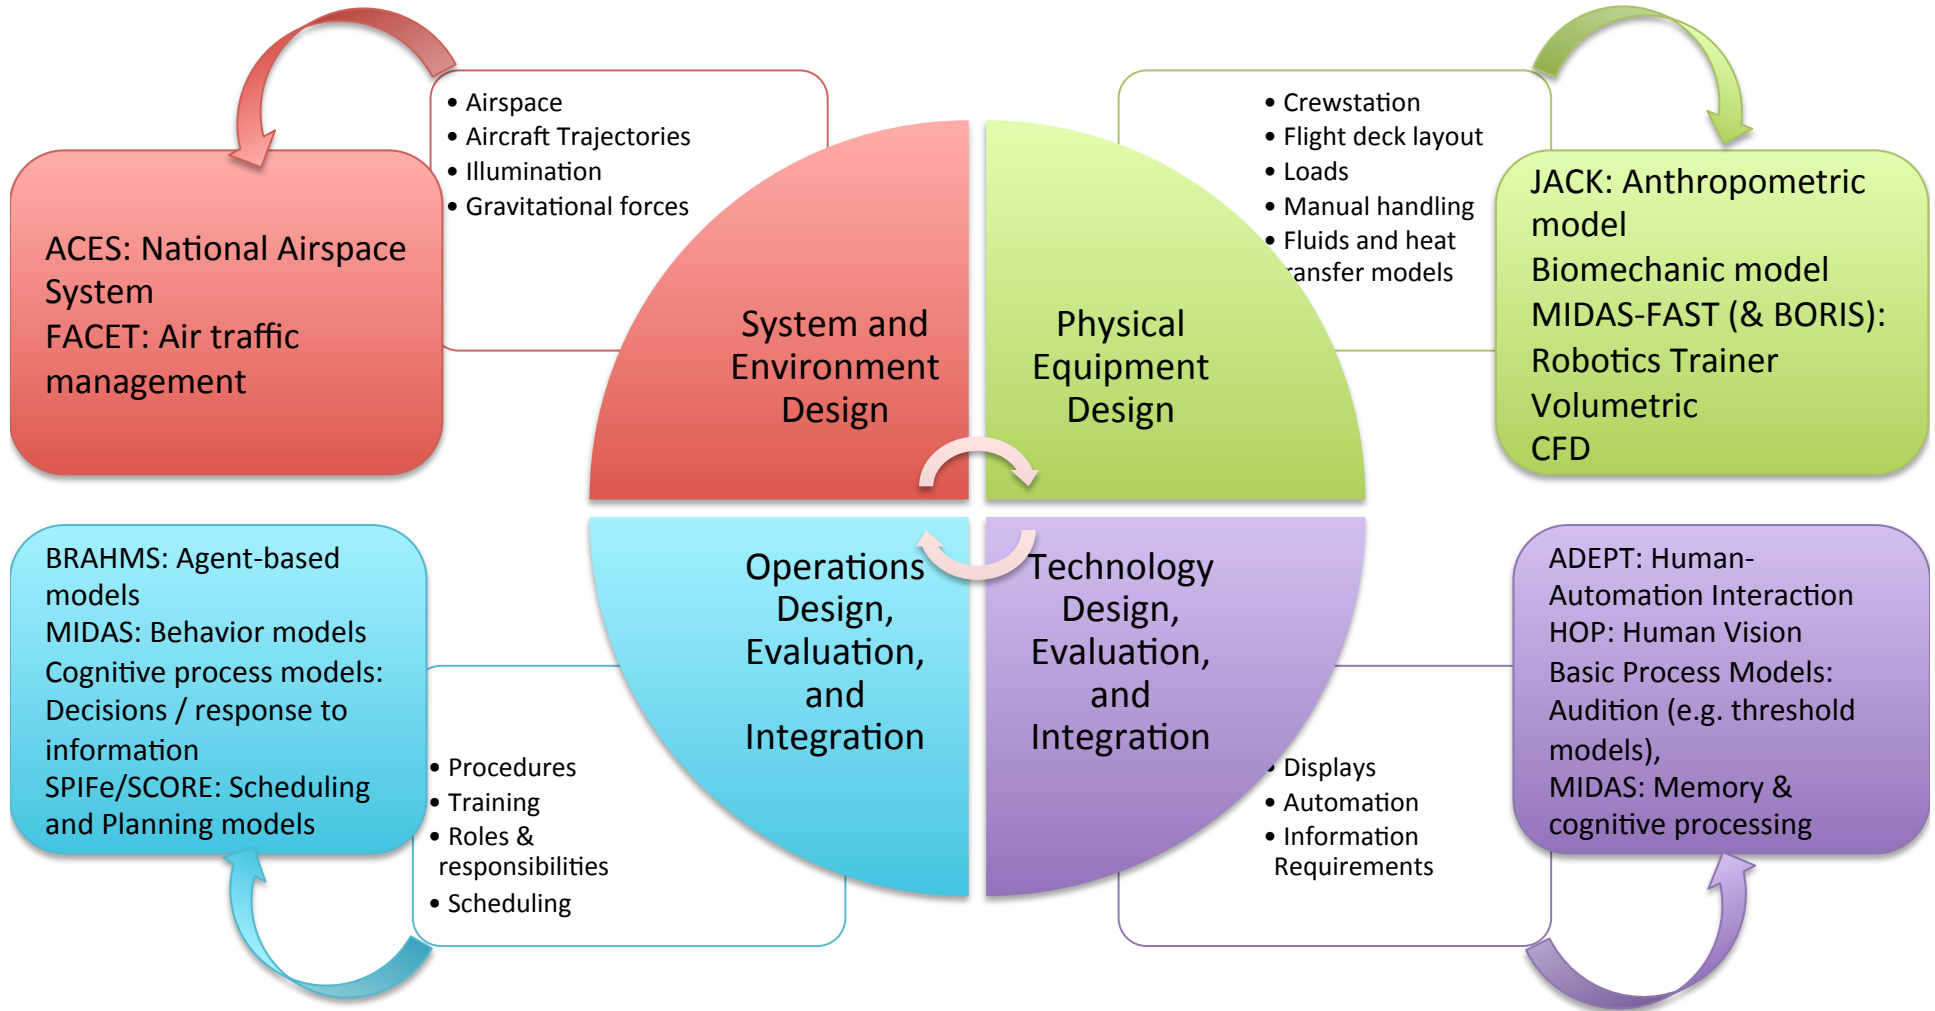 • Airspace
• Aircraft Trajectories
• Illumination
• Gravitational forces
ACES: National Airspace
System
FACET: Air traffic
management
System and
Environment
Design
• Crewstation
• Flight deck layout
• Loads
• Manual handling
• Fluids and heat
ransfer models
JACK: Anthropometric
model
Biomechanic model
MIDAS-FAST (& BORIS):
Robotics Trainer
Volumetric
CFD
Physical
Equipment
Design
BRAHMS: Agent-based
models
MIDAS: Behavior models
Cognitive process models:
Decisions / response to
information
SPIFe/SCORE: Scheduling
and Planning models
• Procedures
• Training
• Roles &
responsibilities
• Scheduling
Operations
Design,
Evaluation,
and
Integration
Technology
Design,
Evaluation,
and
Integration
• Displays
• Automation
• Information
Requirements
ADEPT: Human-
Automation Interaction
HOP: Human Vision
Basic Process Models:
Audition (e.g. threshold
models),
MIDAS: Memory &
cognitive processing